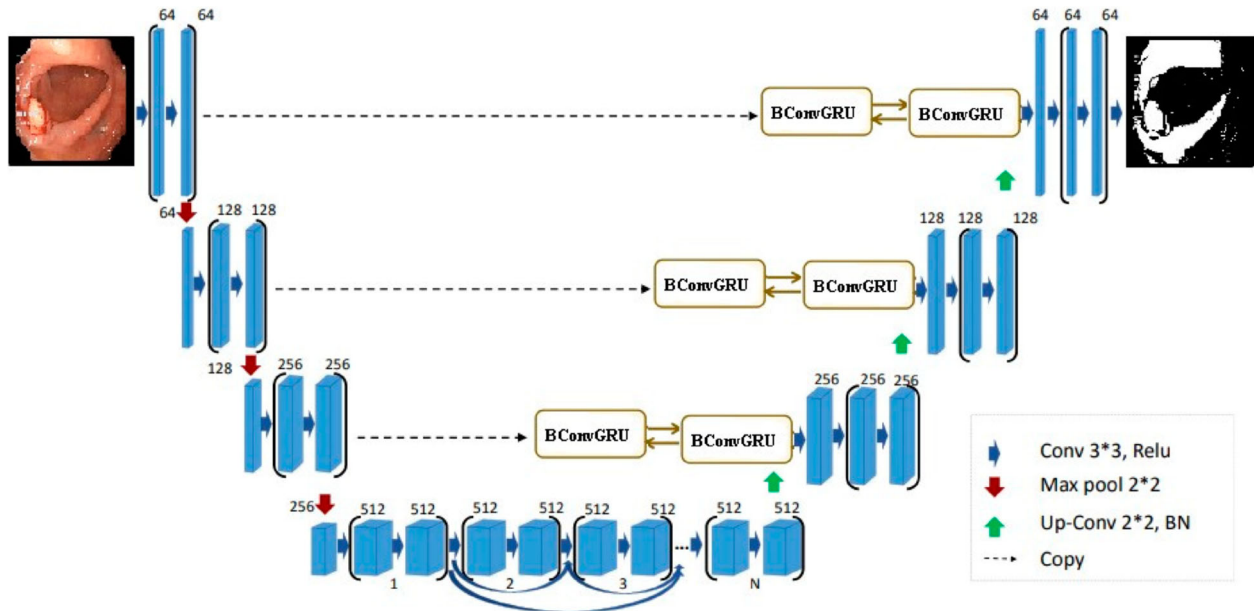 64 64
64 64 64
BConvGRU BConvGRU
64 128 128
128 128 128
BConvGRU BConvGRU
128 256 256
256 256 256
BConvGRU BConvGRU
256 512 512 512 512 512 512 ... 512 512
1 2 3 N
Conv 3*3, Relu
Max pool 2*2
Up-Conv 2*2, BN
Copy